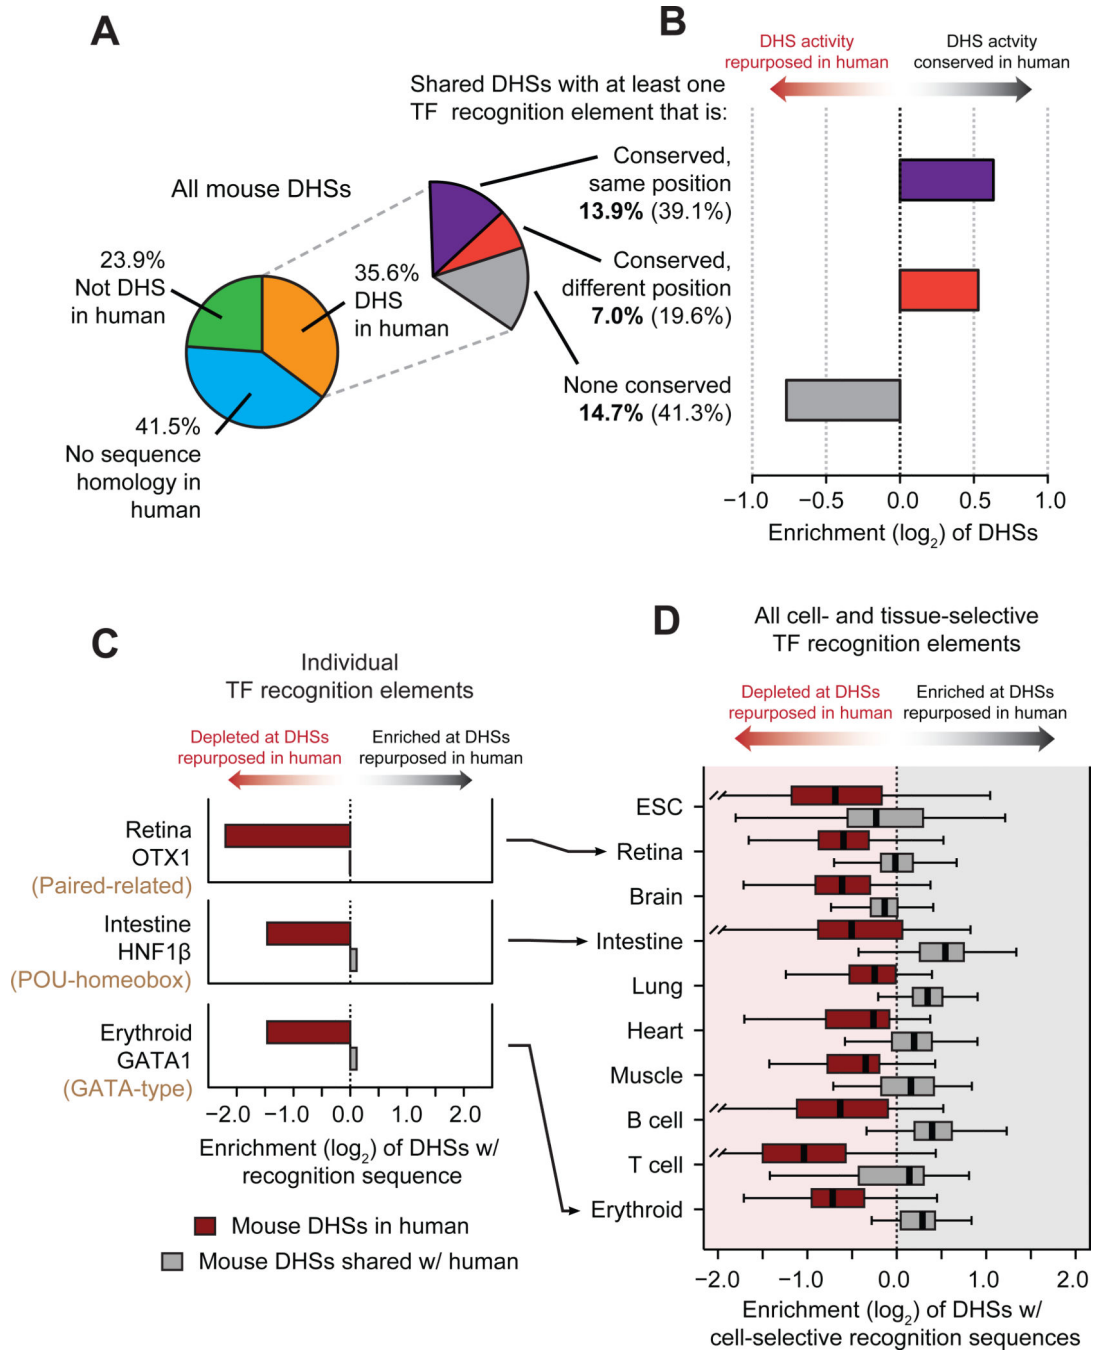 A
B
DHS activity
repurposed in human
DHS actvity
conserved in human
Shared DHSs with at least one
TF recognition element that is:
All mouse DHSs
Conserved,
same position
13.9% (39.1%)
23.9%
Not DHS
in human
35.6%
DHS
in human
Conserved,
different position
7.0% (19.6%)
None conserved
14.7% (41.3%)
41.5%
No sequence
homology in
human
−1.0 −0.5 0.0 0.5 1.0
Enrichment (log2) of DHSs
C
Individual
TF recognition elements
Depleted at DHSs
repurposed in human
Enriched at DHSs
repurposed in human
Retina
OTX1
(Paired-related)
Intestine
HNF1β
(POU-homeobox)
Erythroid
GATA1
(GATA-type)
−2.0 −1.0 0.0 1.0 2.0
Enrichment (log2) of DHSs w/
recognition sequence
Mouse DHSs in human
Mouse DHSs shared w/ human
D
All cell- and tissue-selective
TF recognition elements
Depleted at DHSs
repurposed in human
Enriched at DHSs
repurposed in human
ESC
Retina
Brain
Intestine
Lung
Heart
Muscle
B cell
T cell
Erythroid
−2.0 −1.0 0.0 1.0 2.0
Enrichment (log2) of DHSs w/
cell-selective recognition sequences